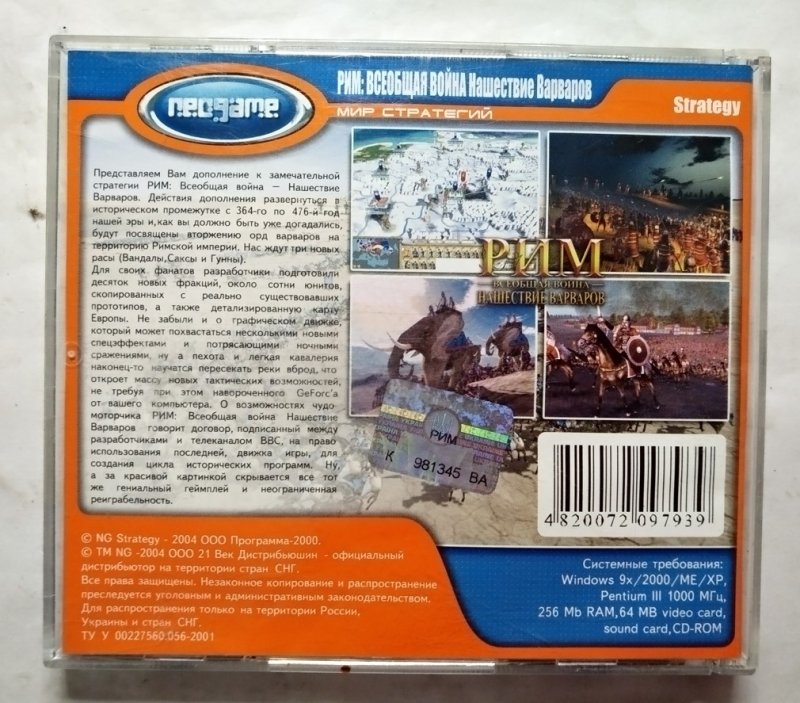 neogame
РИМ: ВСЕОБЩАЯ ВОЙНА Нашествие Варваров
МИР СТРАТЕГИЙ
Strategy
Представляем Вам дополнение к замечательной
стратегии РИМ: Всеобщая война – Нашествие
Варваров. Действия дополнения развернуться в
историческом промежутке с 364-го по 476-й год
нашей эры и,как вы должно быть уже догадались,
будут посвящены вторжению орд варваров на
территорию Римской империи. Нас ждут три новых
расы (Вандалы,Саксы и Гунны).
Для своих фанатов разработчики подготовили
десяток новых фракций, около сотни юнитов,
скопированных с реально существовавших
прототипов, а также детализированную карту
Европы. Не забыли и о графическом движке,
который может похвастаться несколькими новыми
спецэффектами и потрясающими ночными
сражениями, ну а пехота и легкая кавалерия
наконец-то научатся пересекать реки вброд, что
откроет массу новых тактических возможностей,
не требуя при этом навороченного GeForc'а
от вашего компьютера. О возможностях чудо-
моторчика РИМ: Всеобщая война Нашествие
Варваров говорит договор, подписанный между
разработчиками и телеканалом BBC, на право
использования последней, движка игры, для
создания цикла исторических программ. Ну,
а за красивой картинкой скрывается все тот
же гениальный геймплей и неограниченная
реиграбельность.
РИМ
ВСЕОБЩАЯ ВОЙНА
НАШЕСТВИЕ ВАРВАРОВ
РИМ
К 981345 ВА
4820072097939
© NG Strategy - 2004 ООО Программа-2000.
© TM NG -2004 ООО 21 Век Дистрибьюшин - официальный
дистрибьютор на территории стран СНГ.
Все права защищены. Незаконное копирование и распространение
преследуется уголовным и административным законодательством.
Для распространения только на территории России,
Украины и стран СНГ.
ТУ У 00227560.056-2001
Системные требования:
Windows 9x/2000/ME/XP,
Pentium III 1000 МГц,
256 Mb RAM,64 MB video card,
sound card,CD-ROM